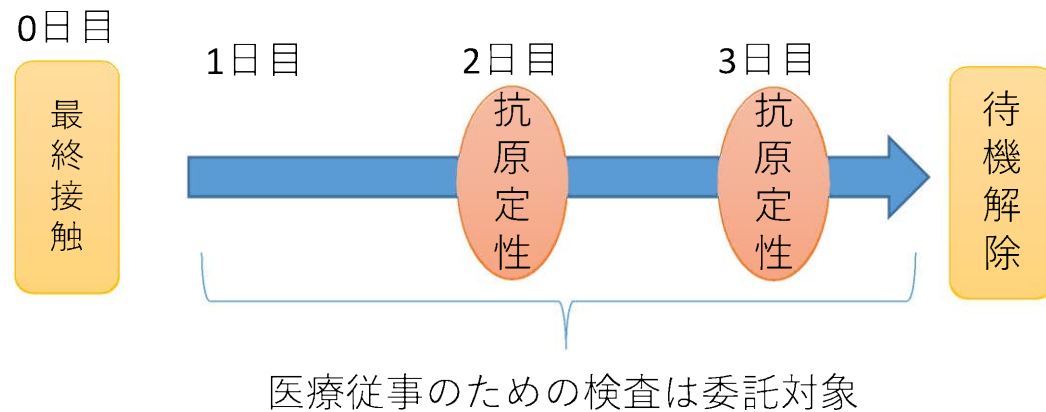 0日目
最終接触
1日目
2日目
抗原定性
3日目
抗原定性
待機解除
医療従事のための検査は委託対象